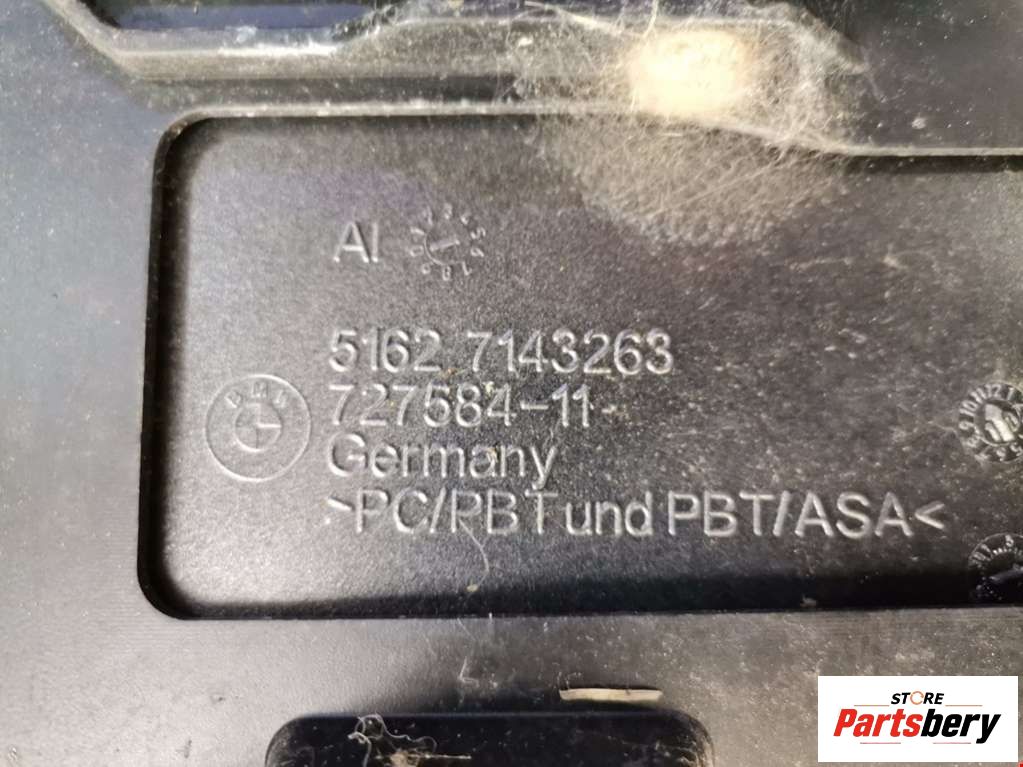 AI
5162 7143263
727584-11
Germany
>PC/PBT und PBT/ASA<
STORE
Partsbery